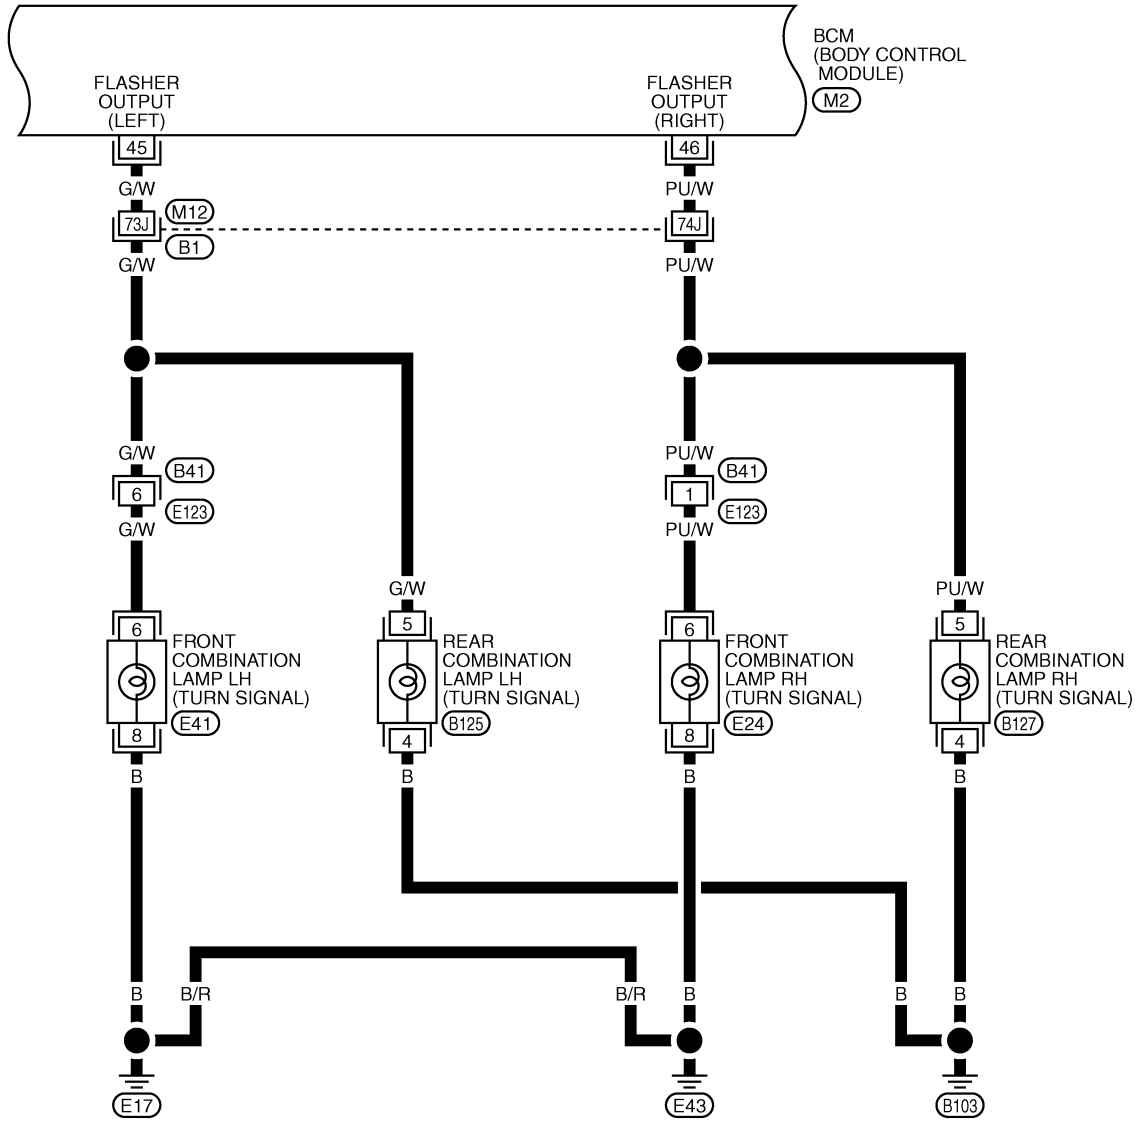 BCM
(BODY CONTROL
MODULE)
M2
FLASHER
OUTPUT
(LEFT)
FLASHER
OUTPUT
(RIGHT)
45
46
G/W
PU/W
73J
M12
B1
74J
G/W
PU/W
G/W
PU/W
B41
B41
6
1
E123
E123
G/W
PU/W
G/W
PU/W
6
5
6
5
FRONT
COMBINATION
LAMP LH
(TURN SIGNAL)
E41
REAR
COMBINATION
LAMP LH
(TURN SIGNAL)
B125
FRONT
COMBINATION
LAMP RH
(TURN SIGNAL)
E24
REAR
COMBINATION
LAMP RH
(TURN SIGNAL)
B127
8
4
8
4
B
B
B
B
B
B/R
B/R
B
B
B
E17
E43
B103